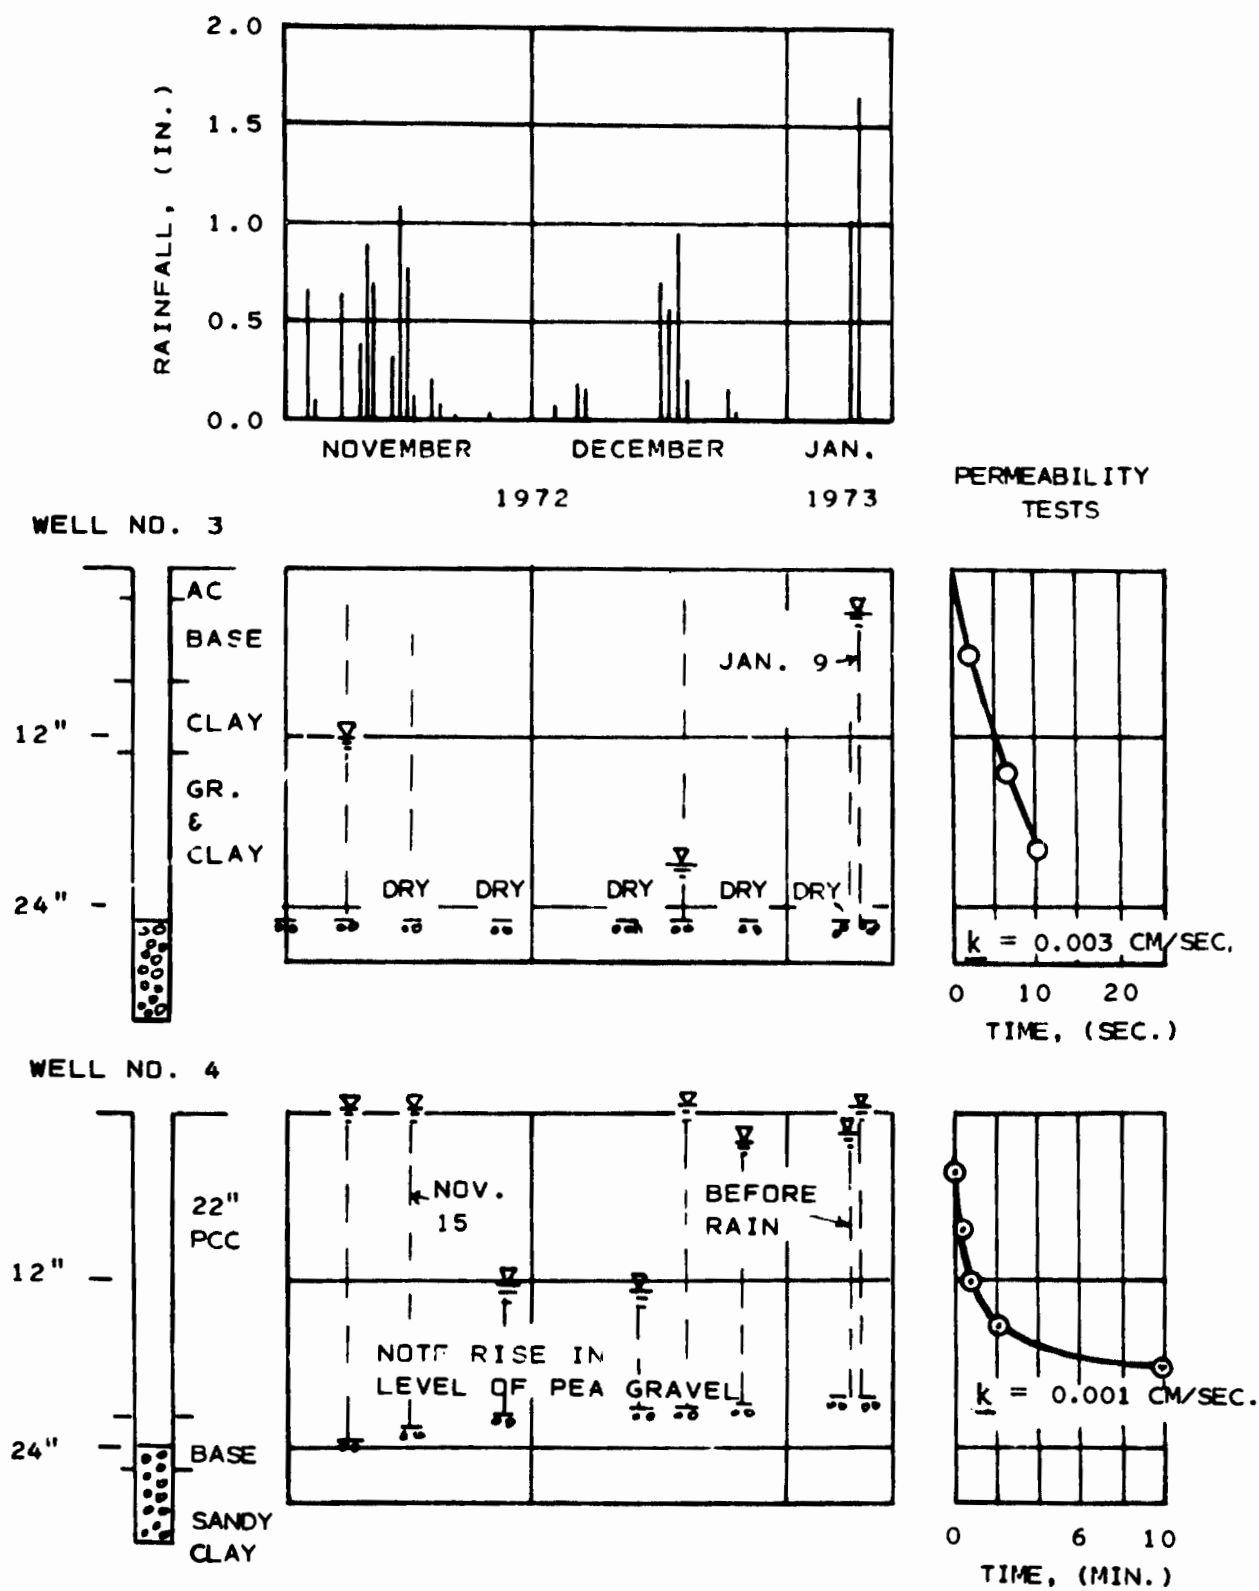 2.0
1.5
1.0
0.5
0.0
RAINFALL, (IN.)
NOVEMBER DECEMBER JAN.
1972 1973
PERMEABILITY
TESTS
WELL NO. 3
AC
BASE
CLAY
12"
GR.
&
CLAY
24"
JAN. 9
DRY DRY DRY DRY DRY
k = 0.003 CM/SEC.
0 10 20
TIME, (SEC.)
WELL NO. 4
22"
PCC
12"
24"
BASE
SANDY
CLAY
NOV.
15
BEFORE
RAIN
NOTE RISE IN
LEVEL OF PEA GRAVEL
k = 0.001 CM/SEC.
0 6 10
TIME, (MIN.)